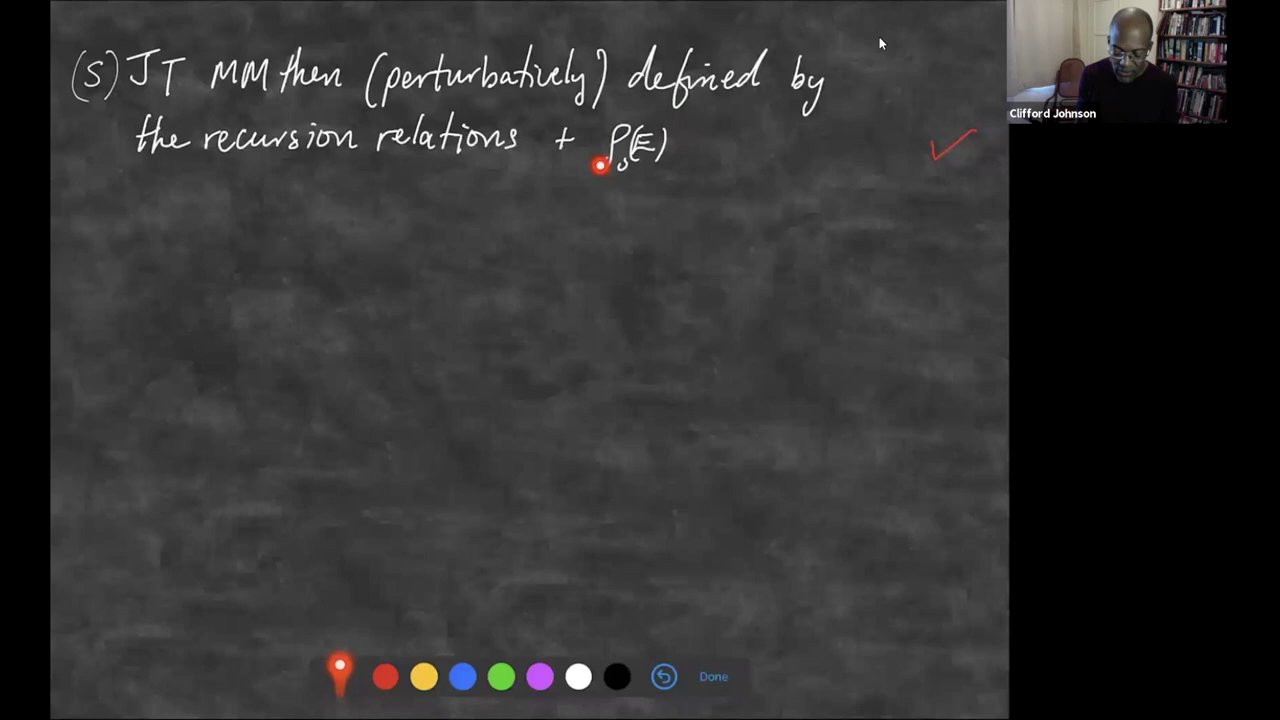 (S)JT MM then (perturbatively) defined by
the recursion relations + ρ₀(E)
Clifford Johnson
Done